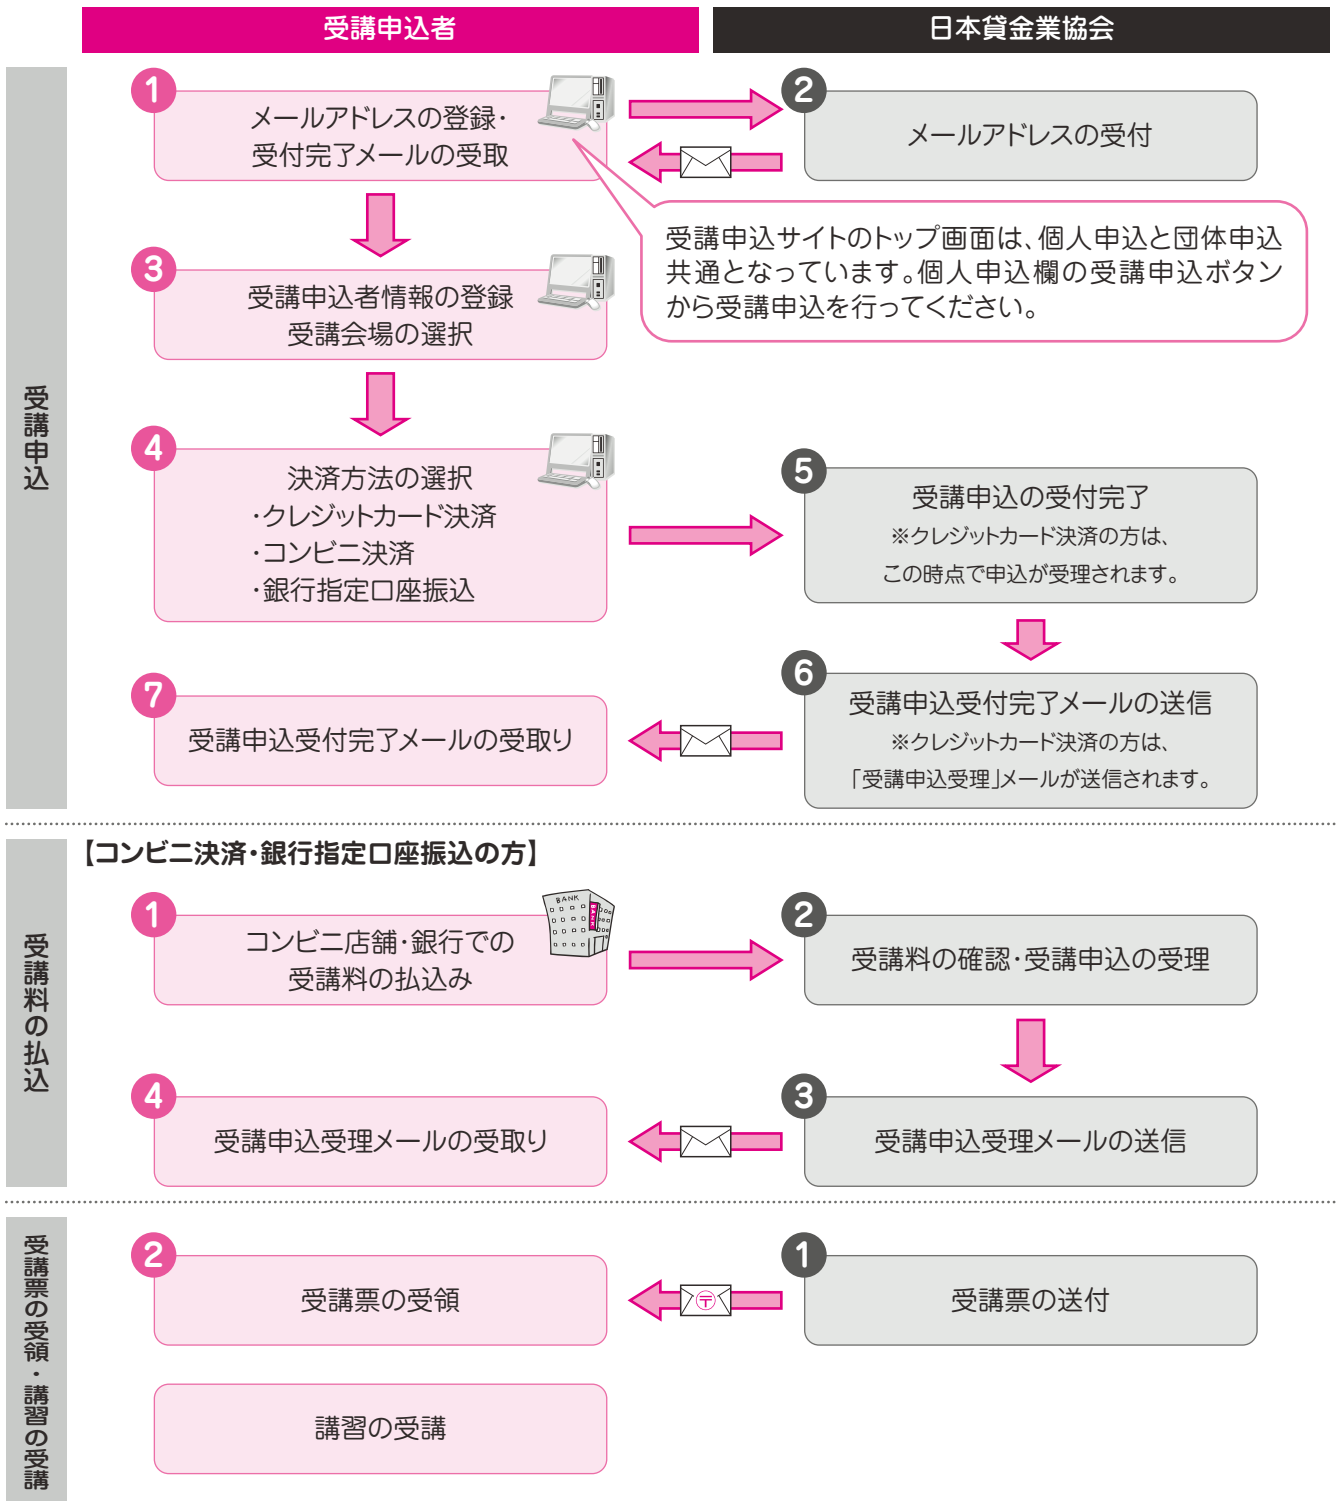 受講申込者
日本貸金業協会
受講申込
1
メールアドレスの登録・
受付完了メールの受取
2
メールアドレスの受付
受講申込サイトのトップ画面は、個人申込と団体申込
共通となっています。個人申込欄の受講申込ボタン
から受講申込を行ってください。
3
受講申込者情報の登録
受講会場の選択
4
決済方法の選択
・クレジットカード決済
・コンビニ決済
・銀行指定口座振込
5
受講申込の受付完了
※クレジットカード決済の方は、
この時点で申込が受理されます。
6
受講申込受付完了メールの送信
※クレジットカード決済の方は、
「受講申込受理」メールが送信されます。
7
受講申込受付完了メールの受取り
受講料の払込
【コンビニ決済・銀行指定口座振込の方】
1
コンビニ店舗・銀行での
受講料の払込み
BANK
BANK
2
受講料の確認・受講申込の受理
3
受講申込受理メールの送信
4
受講申込受理メールの受取り
受講票の受領・講習の受講
1
受講票の送付
〒
2
受講票の受領
講習の受講